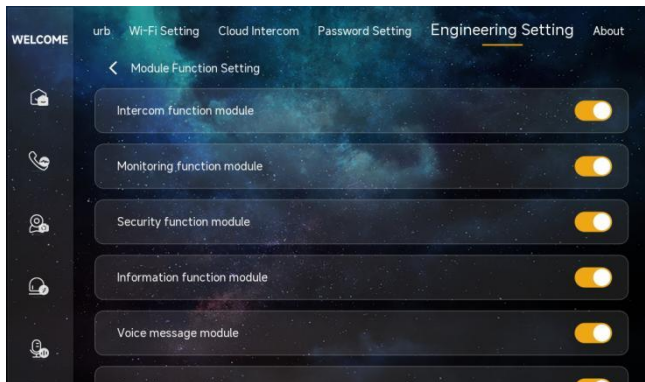 WELCOME
urb Wi-Fi Setting Cloud Intercom Password Setting Engineering Setting About
Module Function Setting
Intercom function module
Monitoring function module
Security function module
Information function module
Voice message module